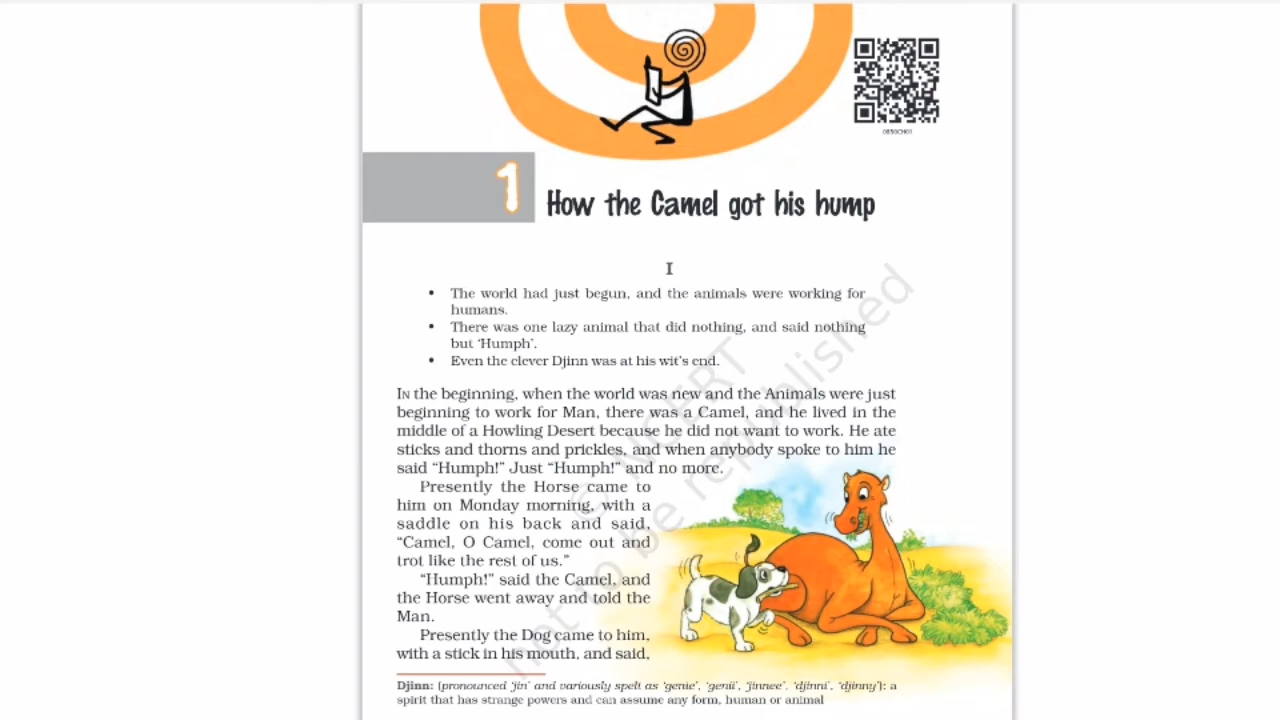 0850CH01
1
How the Camel got his hump
I
• The world had just begun, and the animals were working for
humans.
• There was one lazy animal that did nothing, and said nothing
but ‘Humph’.
• Even the clever Djinn was at his wit’s end.
IN the beginning, when the world was new and the Animals were just
beginning to work for Man, there was a Camel, and he lived in the
middle of a Howling Desert because he did not want to work. He ate
sticks and thorns and prickles, and when anybody spoke to him he
said “Humph!” Just “Humph!” and no more.
Presently the Horse came to
him on Monday morning, with a
saddle on his back and said,
“Camel, O Camel, come out and
trot like the rest of us.”
“Humph!” said the Camel, and
the Horse went away and told the
Man.
Presently the Dog came to him,
with a stick in his mouth, and said,
Djinn: [pronounced ‘jin’ and variously spelt as ‘genie’, ‘genii’, ‘jinnee’, ‘djinni’, ‘djinny’]: a
spirit that has strange powers and can assume any form, human or animal
© NCERT
not to be republished